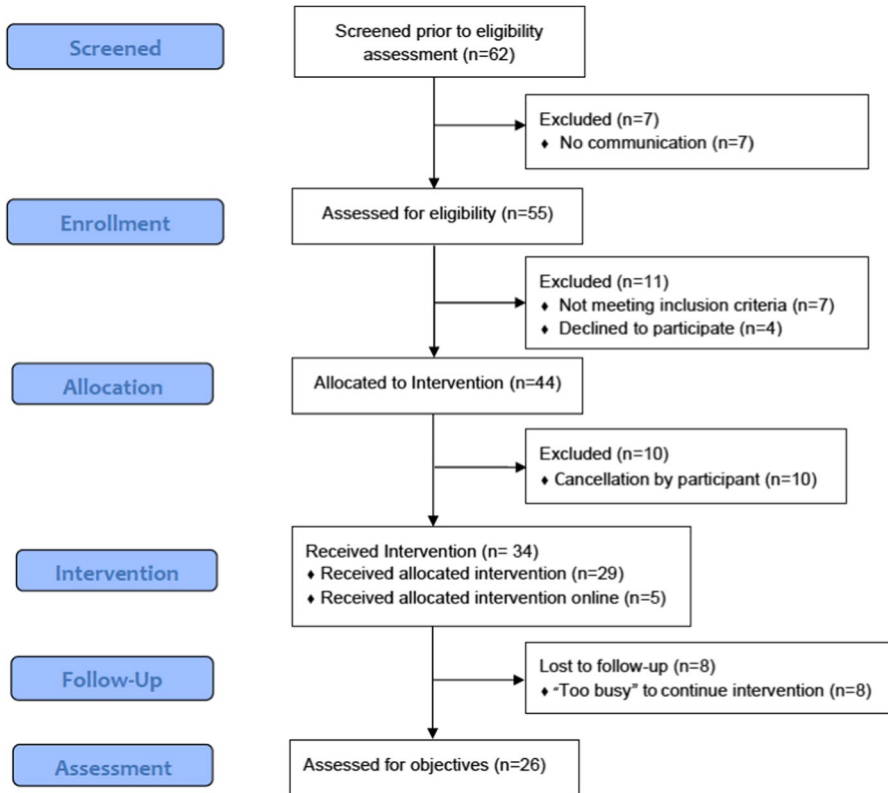 Screened
Screened prior to eligibility
assessment (n=62)
Excluded (n=7)
♦ No communication (n=7)
Enrollment
Assessed for eligibility (n=55)
Excluded (n=11)
♦ Not meeting inclusion criteria (n=7)
♦ Declined to participate (n=4)
Allocation
Allocated to Intervention (n=44)
Excluded (n=10)
♦ Cancellation by participant (n=10)
Intervention
Received Intervention (n= 34)
♦ Received allocated intervention (n=29)
♦ Received allocated intervention online (n=5)
Follow-Up
Lost to follow-up (n=8)
♦ “Too busy” to continue intervention (n=8)
Assessment
Assessed for objectives (n=26)